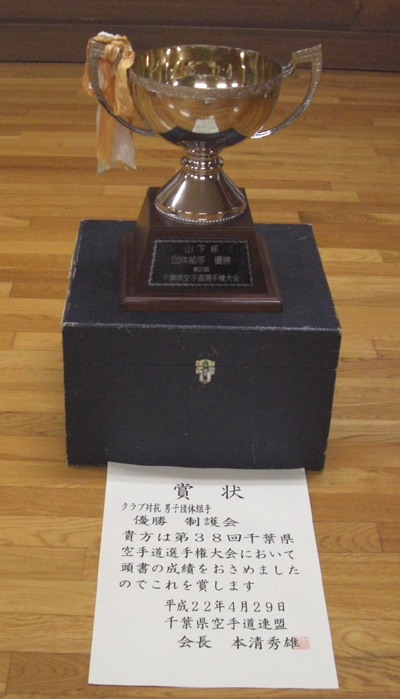 山下杯
団体組手 優勝
千葉県空手道選手権大会
賞状
クラブ対抗 男子団体組手
優勝 制護会
貴方は第38回千葉県
空手道選手権大会において
頭書の成績をおさめました
のでこれを賞します
平成22年4月29日
千葉県空手道連盟
会長 本清秀雄